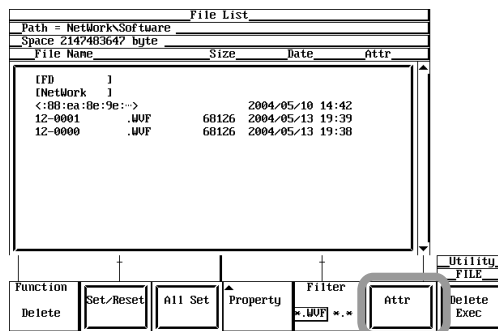 File List
Path = NetWork\Software
Space 2147483647 byte
File Name Size Date Attr
[FD ]
[NetWork ]
<:88:ea:8e:9e:…> 2004/05/10 14:42
12-0001 .WVF 68126 2004/05/13 19:39
12-0000 .WVF 68126 2004/05/13 19:38
Utility
FILE
Function
Delete
Set/Reset
All Set
Property
Filter
*.WVF *.*
Attr
Delete
Exec